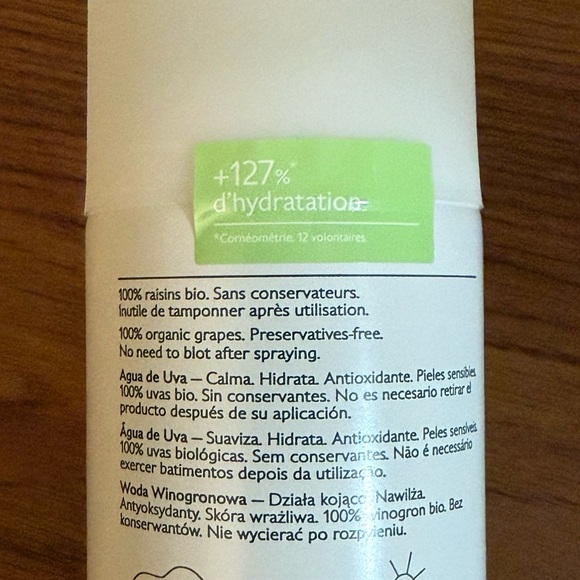 +127%*
d'hydratation
*Cornéométrie, 12 volontaires.
100% raisins bio. Sans conservateurs.
Inutile de tamponner après utilisation.
100% organic grapes. Preservatives-free.
No need to blot after spraying.
Agua de Uva – Calma. Hidrata. Antioxidante. Pieles sensibles.
100% uvas bio. Sin conservantes. No es necesario retirar el
producto después de su aplicación.
Água de Uva – Suaviza. Hidrata. Antioxidante. Peles sensíveis.
100% uvas biológicas. Sem conservantes. Não é necessário
exercer batimentos depois da utilização.
Woda Winogronowa – Działa kojąco. Nawilża.
Antyoksydanty. Skóra wrażliwa. 100% winogron bio. Bez
konserwantów. Nie wycierać po rozpyleniu.